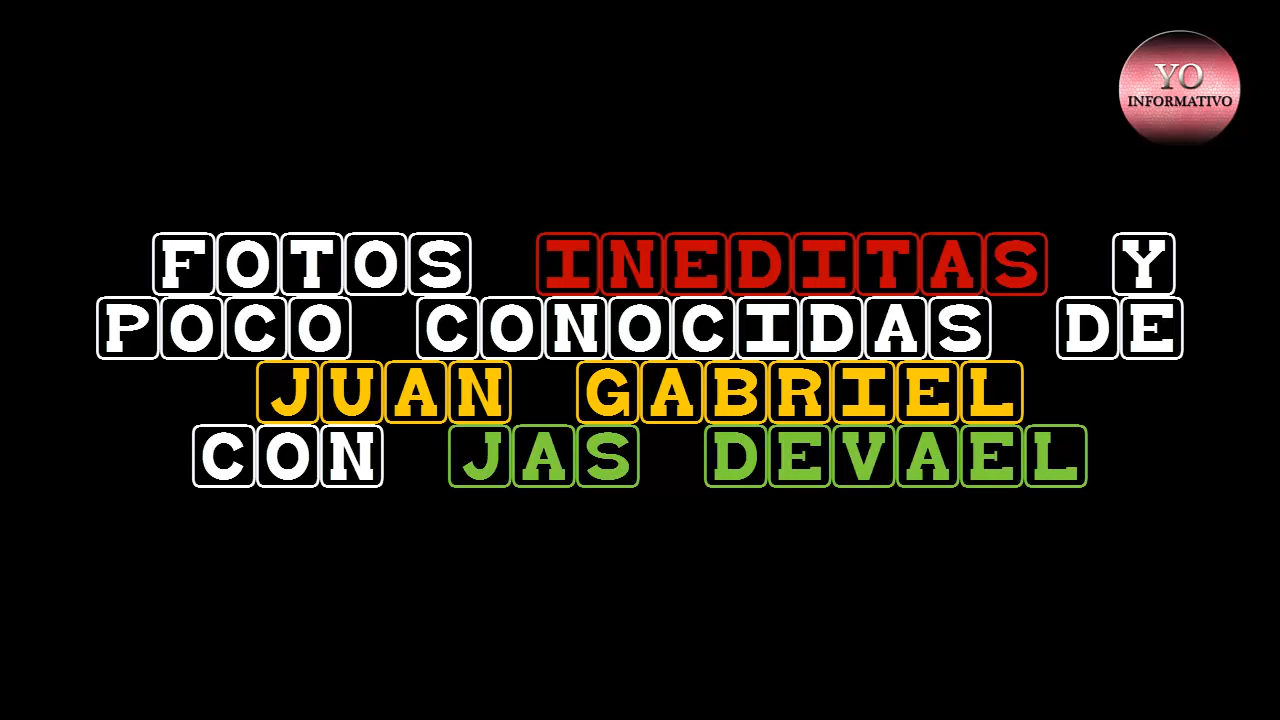 YO
INFORMATIVO
FOTOS INEDITAS Y
POCO CONOCIDAS DE
JUAN GABRIEL
CON JAS DEVAEL